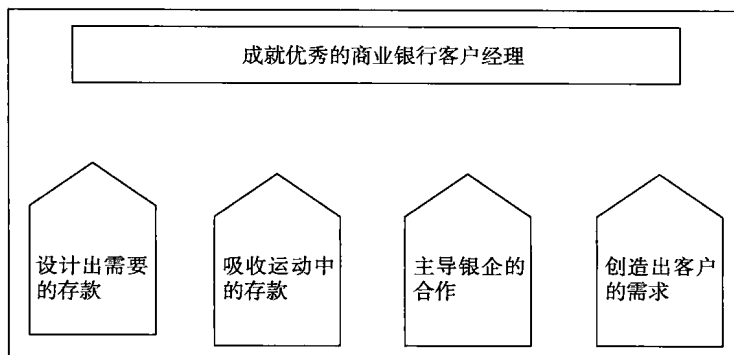 成就优秀的商业银行客户经理
设计出需要
的存款
吸收运动中
的存款
主导银企的
合作
创造出客户
的需求